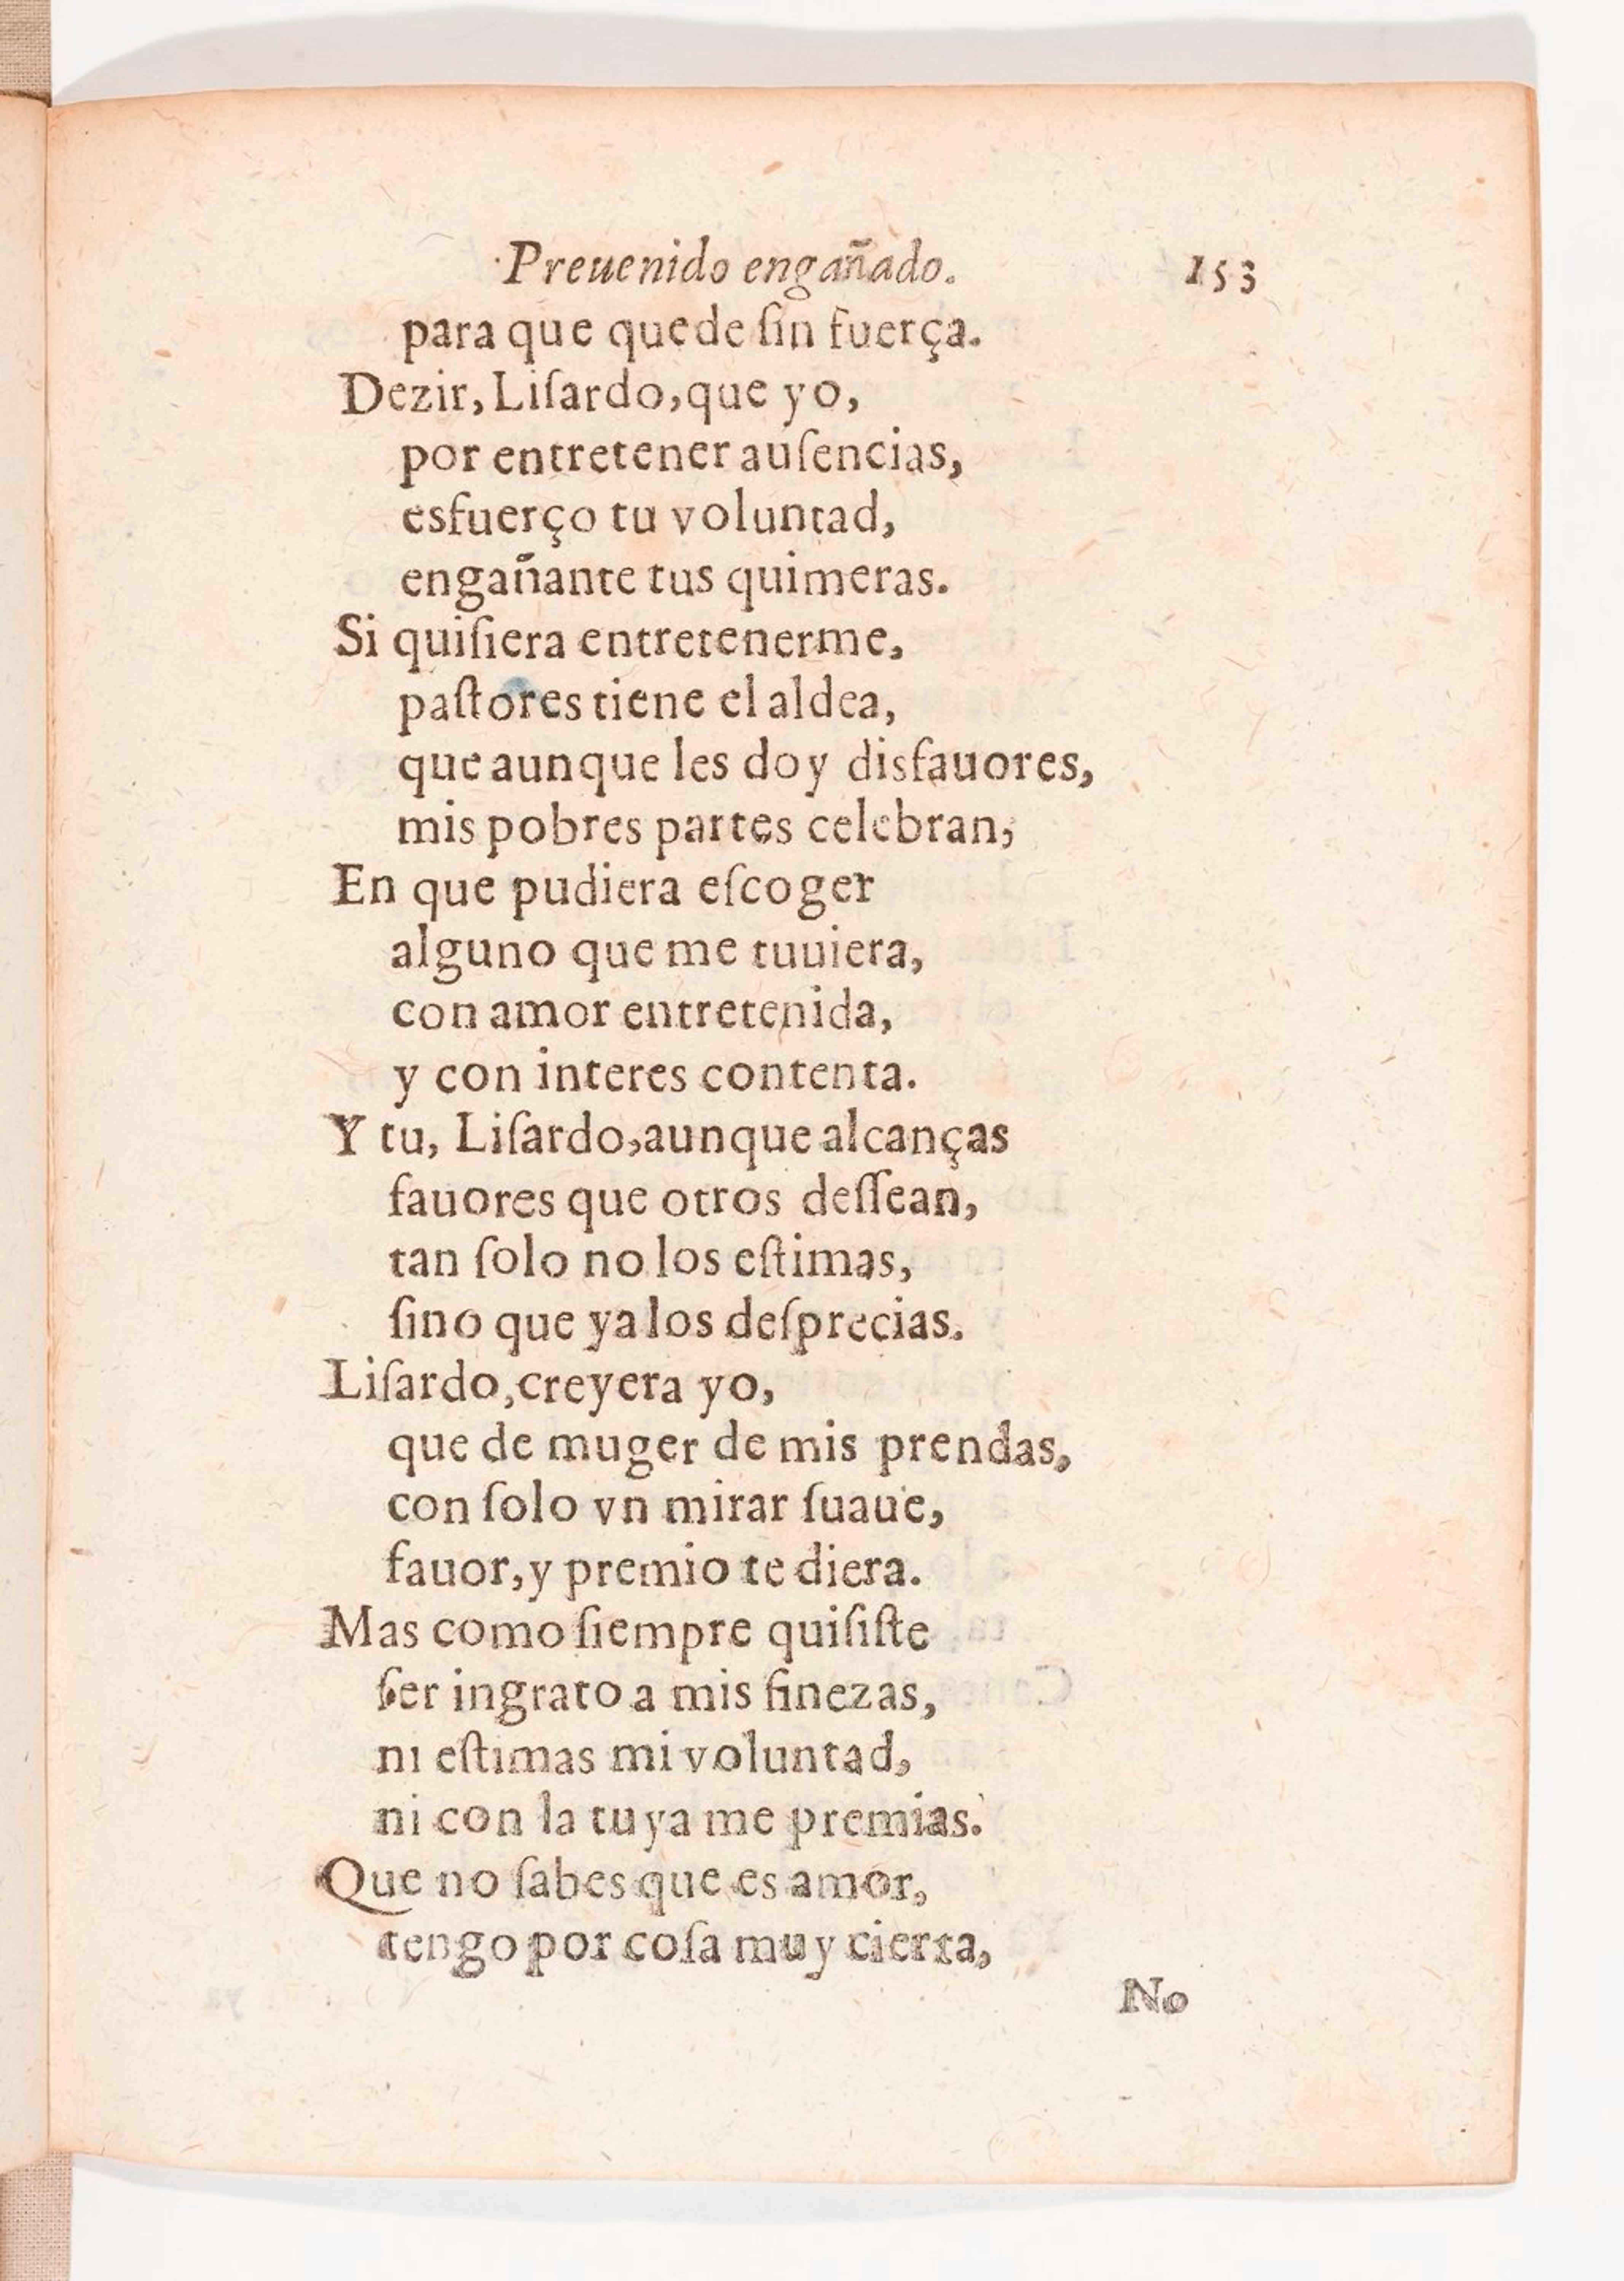 Preuenido engañado. 153
para que quede ſin fuerça.
Dezir, Liſardo, que yo,
por entretener auſencias,
esfuerço tu voluntad,
engañante tus quimeras.
Si quiſiera entretenerme,
paſtores tiene el aldea,
que aunque les doy disfauores,
mis pobres partes celebran,
En que pudiera eſcoger
alguno que me tuuiera,
con amor entretenida,
y con interes contenta.
Y tu, Liſardo, aunque alcanças
fauores que otros deſſean,
tan ſolo no los eſtimas,
ſino que ya los deſprecias.
Liſardo, creyera yo,
que de muger de mis prendas,
con ſolo vn mirar ſuaue,
fauor, y premio te diera.
Mas como ſiempre quiſiſte
ſer ingrato a mis finezas,
ni eſtimas mi voluntad,
ni con la tuya me premias.
Que no ſabes que es amor,
tengo por coſa muy cierta,
No